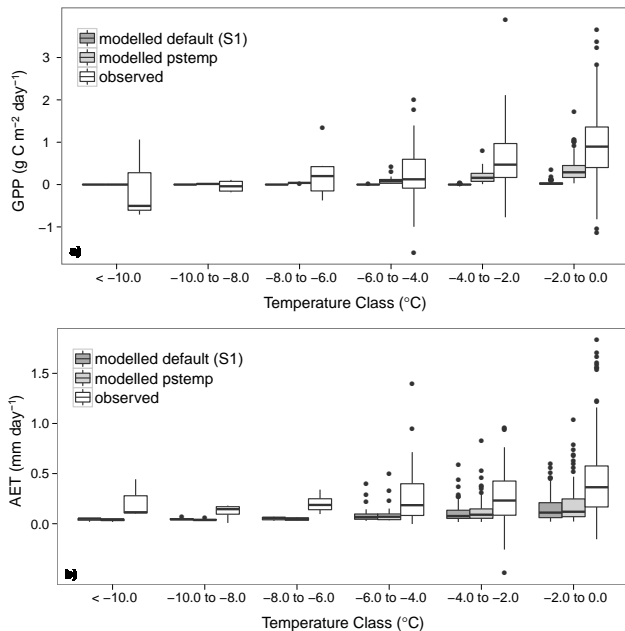 modelled default (S1)
modelled pstemp
observed
3
2
1
0
−1
GPP (g C m−2 day−1)
< −10.0
−10.0 to −8.0
−8.0 to −6.0
−6.0 to −4.0
−4.0 to −2.0
−2.0 to 0.0
Temperature Class (°C)
modelled default (S1)
modelled pstemp
observed
1.5
1.0
0.5
0.0
AET (mm day−1)
< −10.0
−10.0 to −8.0
−8.0 to −6.0
−6.0 to −4.0
−4.0 to −2.0
−2.0 to 0.0
Temperature Class (°C)